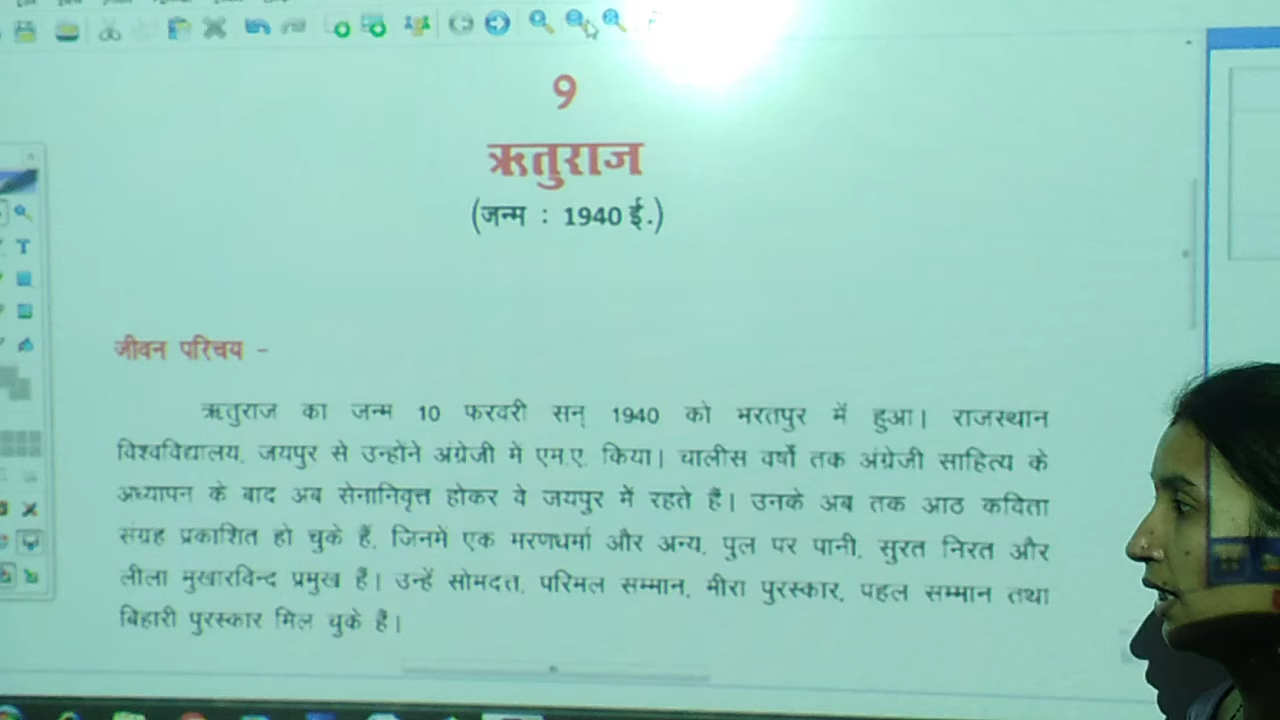 9
ऋतुराज
(जन्म : 1940 ई.)
जीवन परिचय -
ऋतुराज का जन्म 10 फरवरी सन् 1940 को भरतपुर में हुआ। राजस्थान
विश्वविद्यालय, जयपुर से उन्होंने अंग्रेजी में एम.ए. किया। चालीस वर्षों तक अंग्रेजी साहित्य के
अध्यापन के बाद अब सेनानिवृत्त होकर वे जयपुर में रहते हैं। उनके अब तक आठ कविता
संग्रह प्रकाशित हो चुके हैं, जिनमें एक मरणधर्मा और अन्य, पुल पर पानी, सुरत निरत और
लीला मुखारविन्द प्रमुख हैं। उन्हें सोमदत्त, परिमल सम्मान, मीरा पुरस्कार, पहल सम्मान तथा
बिहारी पुरस्कार मिल चुके हैं।